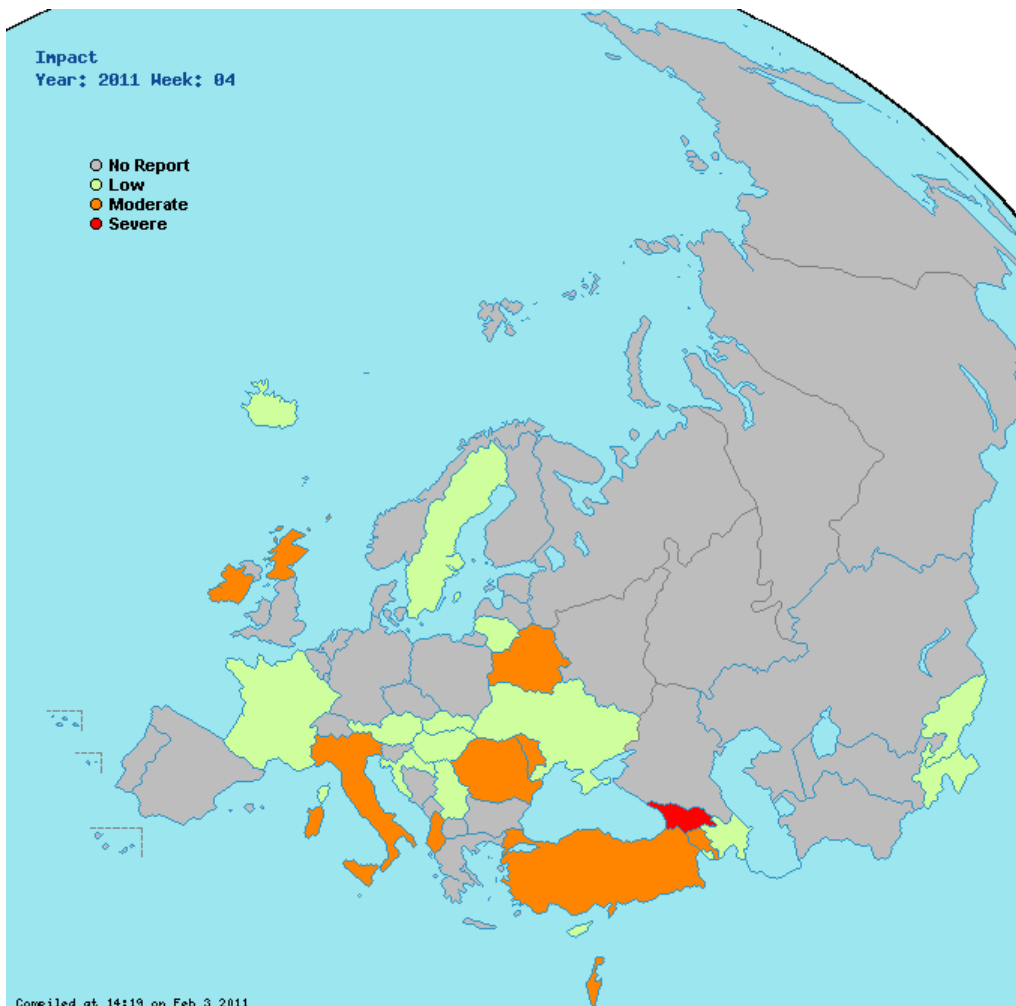 Impact
Year: 2011 Week: 04
No Report
Low
Moderate
Severe
Compiled at 14:19 on Feb 3 2011